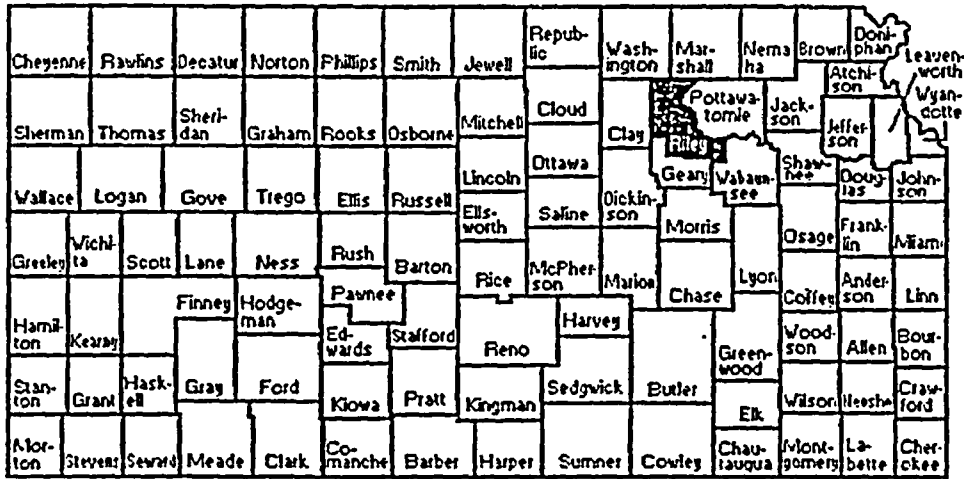 Cheyenne
Rawlins
Decatur
Norton
Phillips
Smith
Jewell
Repub-
lic
Wash-
ington
Mar-
shall
Nema
ha
Brown
Doni-
phan
Leaven-
worth
Atchi-
son
Wyan-
dotte
Sherman
Thomas
Sheri-
dan
Graham
Rooks
Osborne
Mitchell
Cloud
Clay
Riley
Pottawa-
tomie
Jack-
son
Jeffer-
son
Wallace
Logan
Gove
Trego
Ellis
Russell
Lincoln
Ottawa
Geary
Wabaun-
see
Shaw-
nee
Doug-
las
John-
son
Ells-
worth
Saline
Dickin-
son
Morris
Osage
Frank-
lin
Miami
Greeley
Wichi-
ta
Scott
Lane
Ness
Rush
Barton
Rice
McPher-
son
Marion
Chase
Lyon
Coffey
Ander-
son
Linn
Hamil-
ton
Kearny
Finney
Hodge-
man
Pawnee
Ed-
wards
Stafford
Reno
Harvey
Green-
wood
Wood-
son
Allen
Bour-
bon
Stan-
ton
Grant
Hask-
ell
Gray
Ford
Kiowa
Pratt
Kingman
Sedgwick
Butler
Elk
Wilson
Neosho
Craw-
ford
Mor-
ton
Stevens
Seward
Meade
Clark
Co-
manche
Barber
Harper
Sumner
Cowley
Chau-
tauqua
Mont-
gomery
La-
bette
Cher-
okee